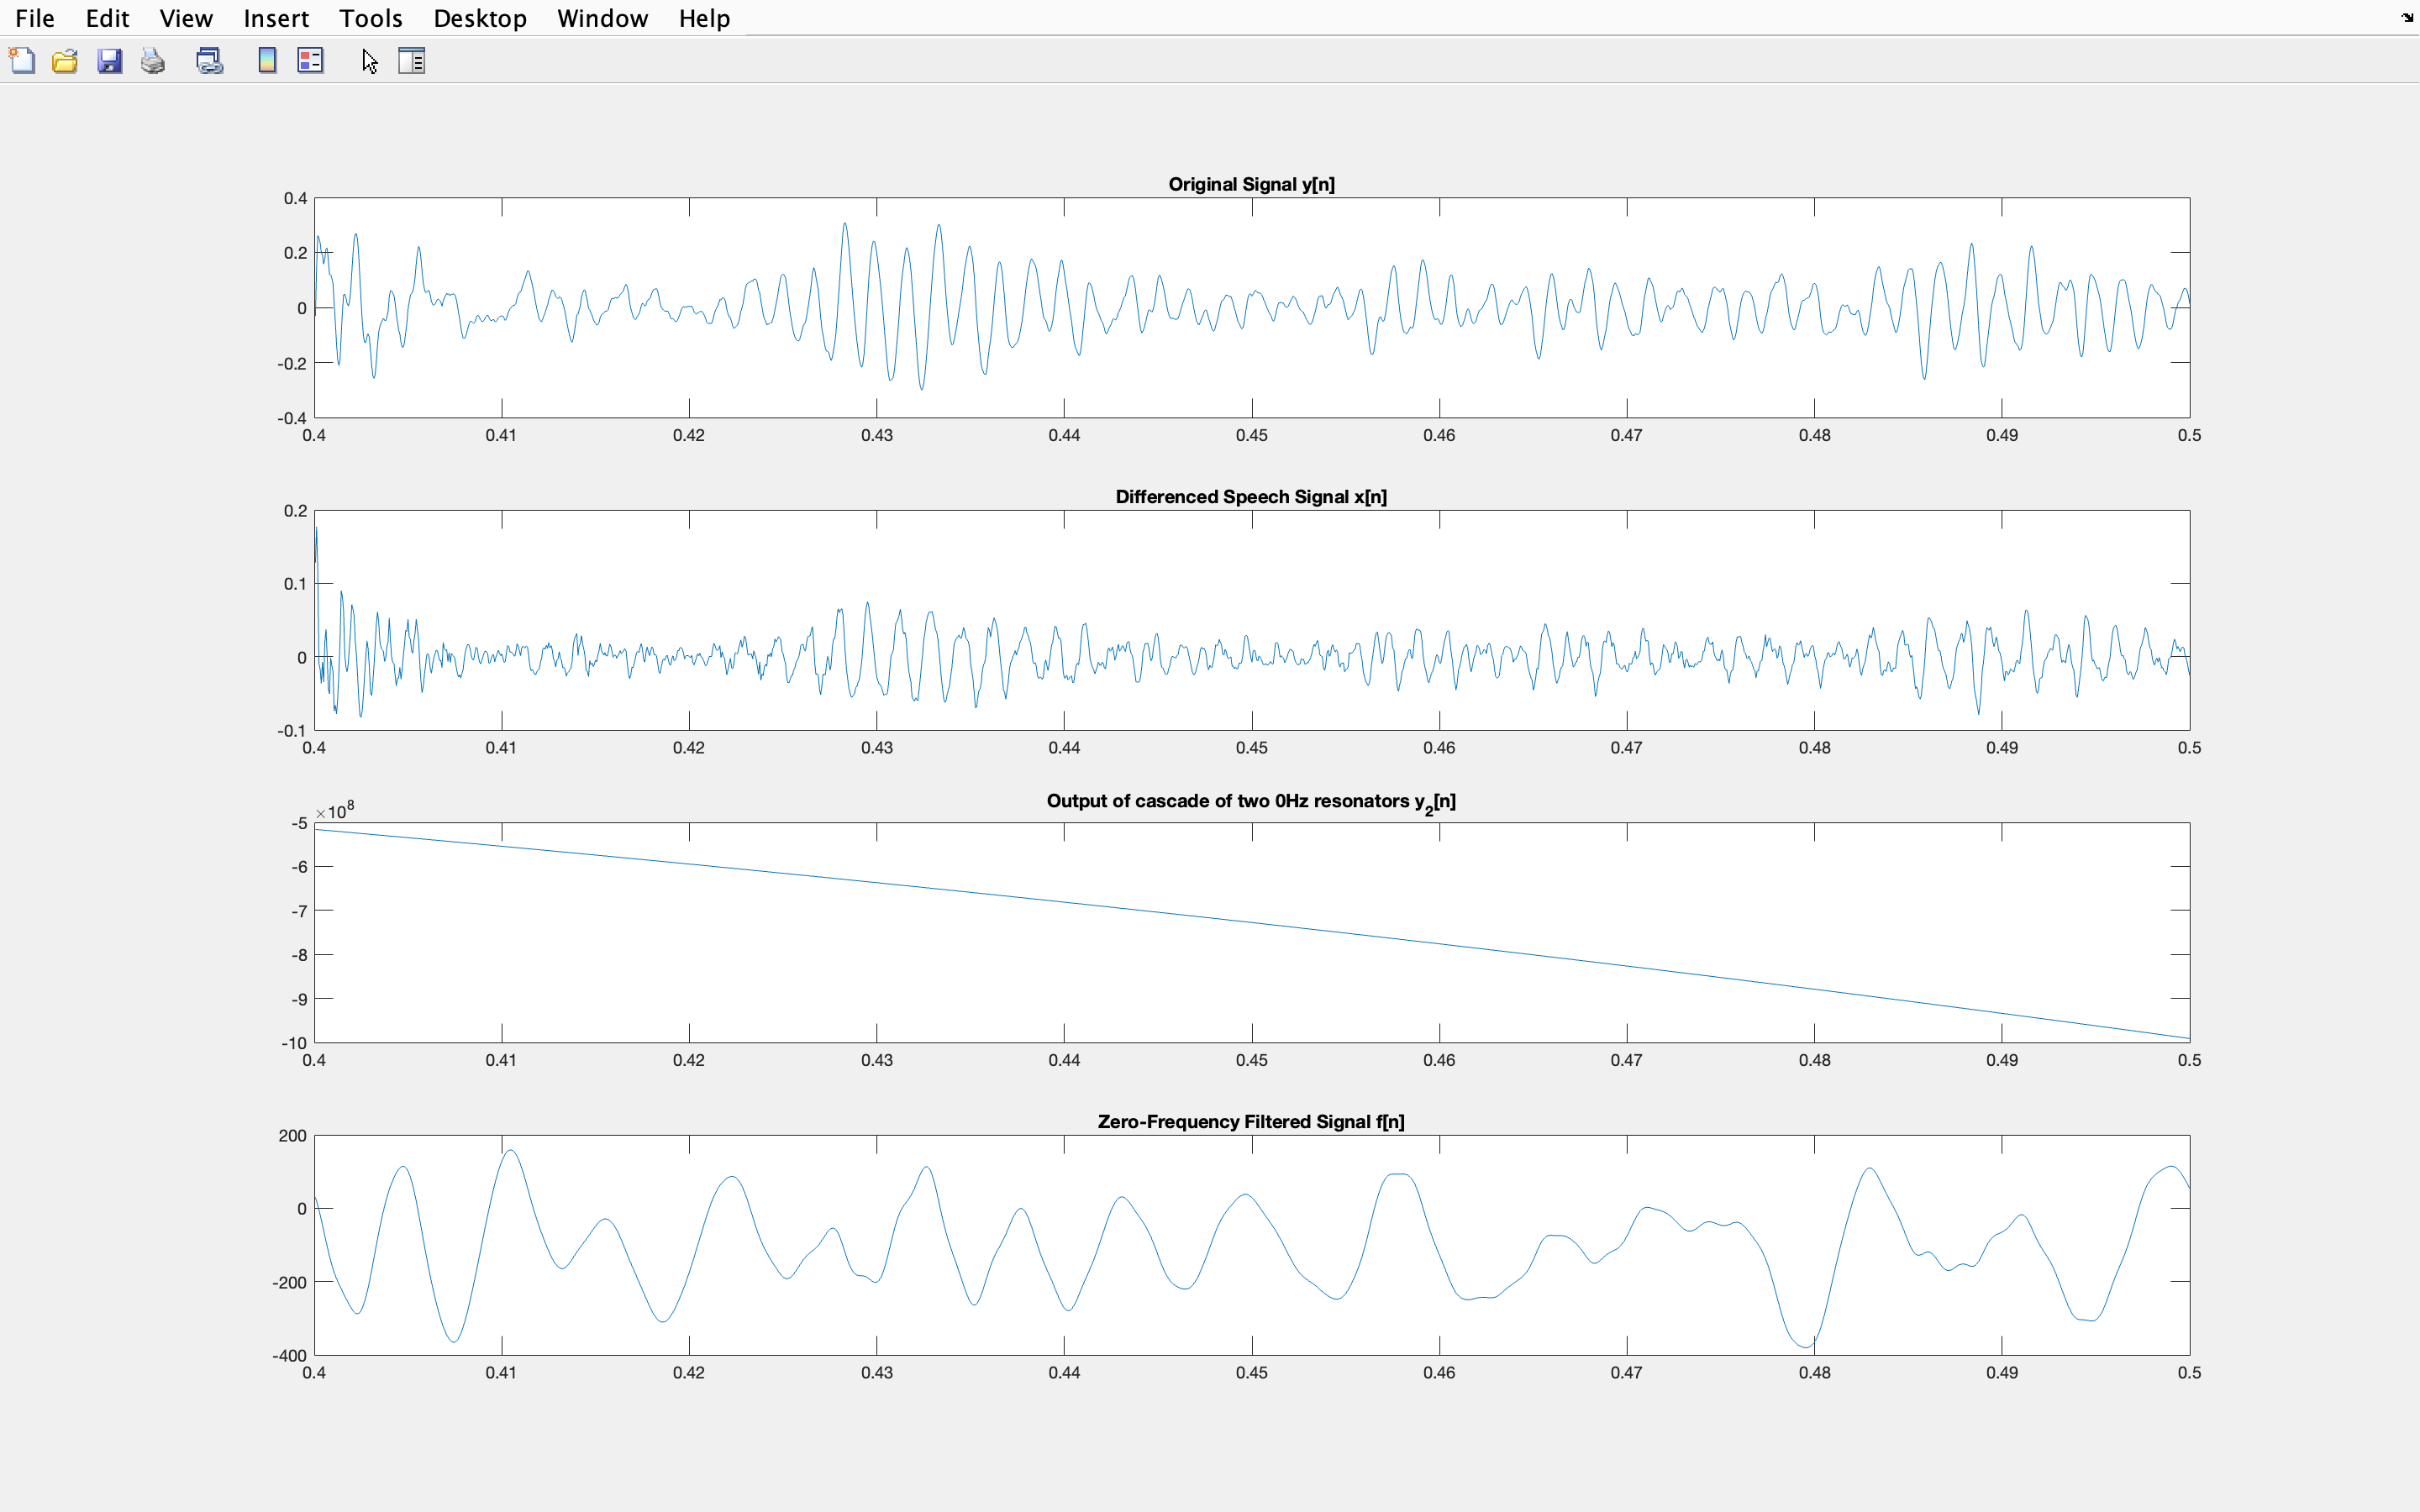 File Edit View Insert Tools Desktop Window Help
Original Signal y[n]
0.4
0.2
0
-0.2
-0.4
0.4 0.41 0.42 0.43 0.44 0.45 0.46 0.47 0.48 0.49 0.5
Differenced Speech Signal x[n]
0.2
0.1
0
-0.1
0.4 0.41 0.42 0.43 0.44 0.45 0.46 0.47 0.48 0.49 0.5
Output of cascade of two 0Hz resonators y₂[n]
×10⁸
-5
-6
-7
-8
-9
-10
0.4 0.41 0.42 0.43 0.44 0.45 0.46 0.47 0.48 0.49 0.5
Zero-Frequency Filtered Signal f[n]
200
0
-200
-400
0.4 0.41 0.42 0.43 0.44 0.45 0.46 0.47 0.48 0.49 0.5